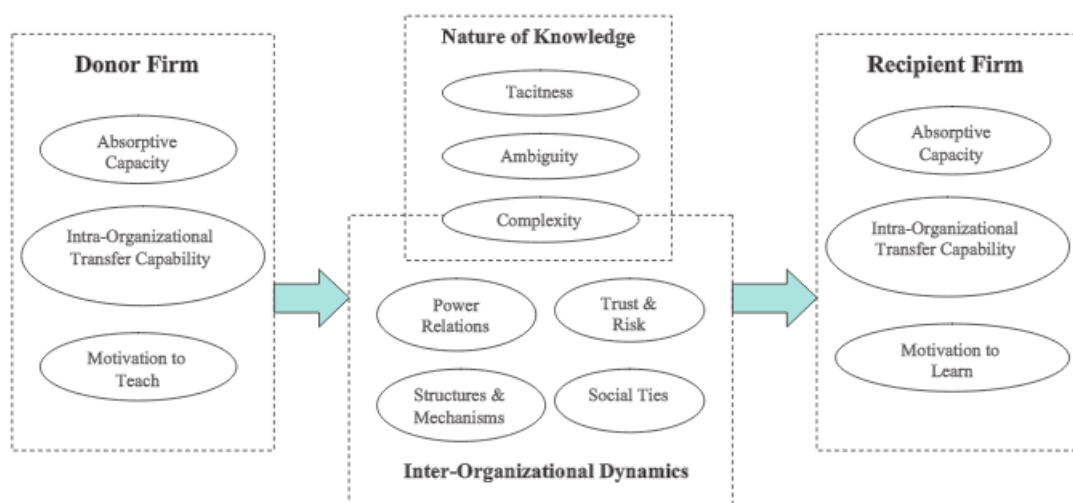 Donor Firm
Absorptive
Capacity
Intra-Organizational
Transfer Capability
Motivation to
Teach
Nature of Knowledge
Tacitness
Ambiguity
Complexity
Power
Relations
Trust &
Risk
Structures &
Mechanisms
Social Ties
Inter-Organizational Dynamics
Recipient Firm
Absorptive
Capacity
Intra-Organizational
Transfer Capability
Motivation to
Learn